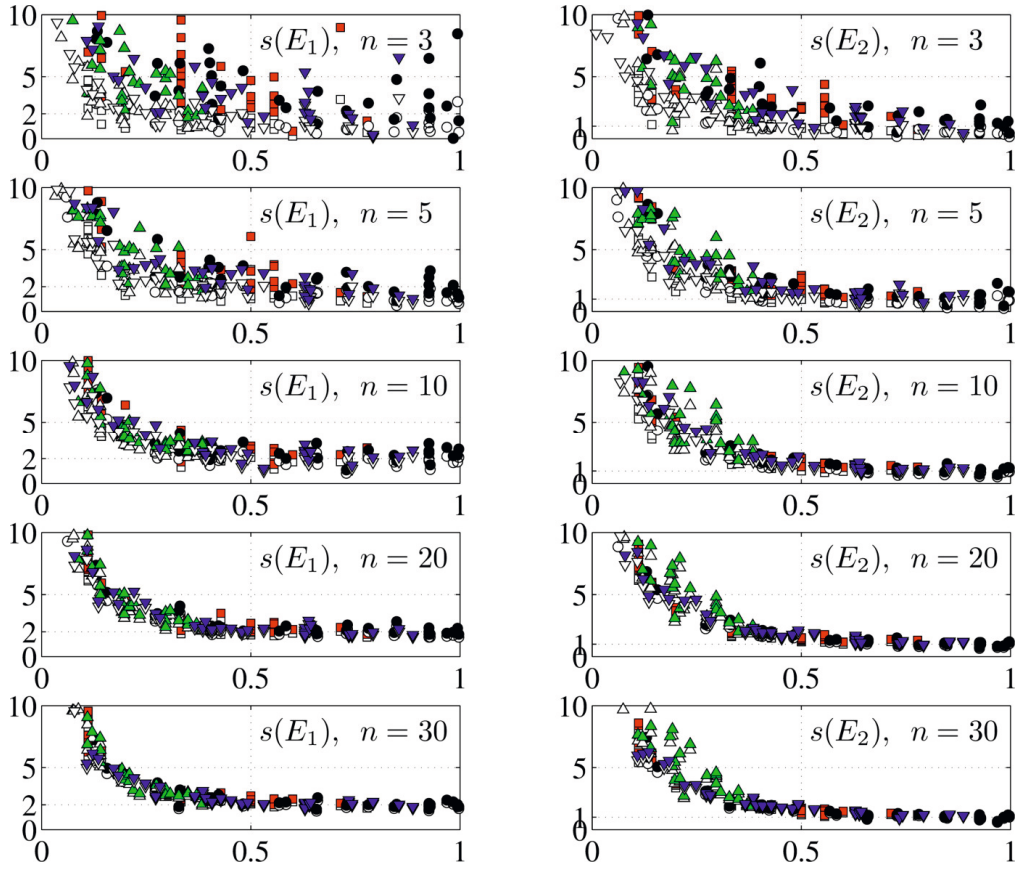 10
5
2
0
s(E₁), n = 3
0 0.5 1
10
5
1
0
s(E₂), n = 3
0 0.5 1
10
5
2
0
s(E₁), n = 5
0 0.5 1
10
5
1
0
s(E₂), n = 5
0 0.5 1
10
5
2
0
s(E₁), n = 10
0 0.5 1
10
5
1
0
s(E₂), n = 10
0 0.5 1
10
5
2
0
s(E₁), n = 20
0 0.5 1
10
5
1
0
s(E₂), n = 20
0 0.5 1
10
5
2
0
s(E₁), n = 30
0 0.5 1
10
5
1
0
s(E₂), n = 30
0 0.5 1